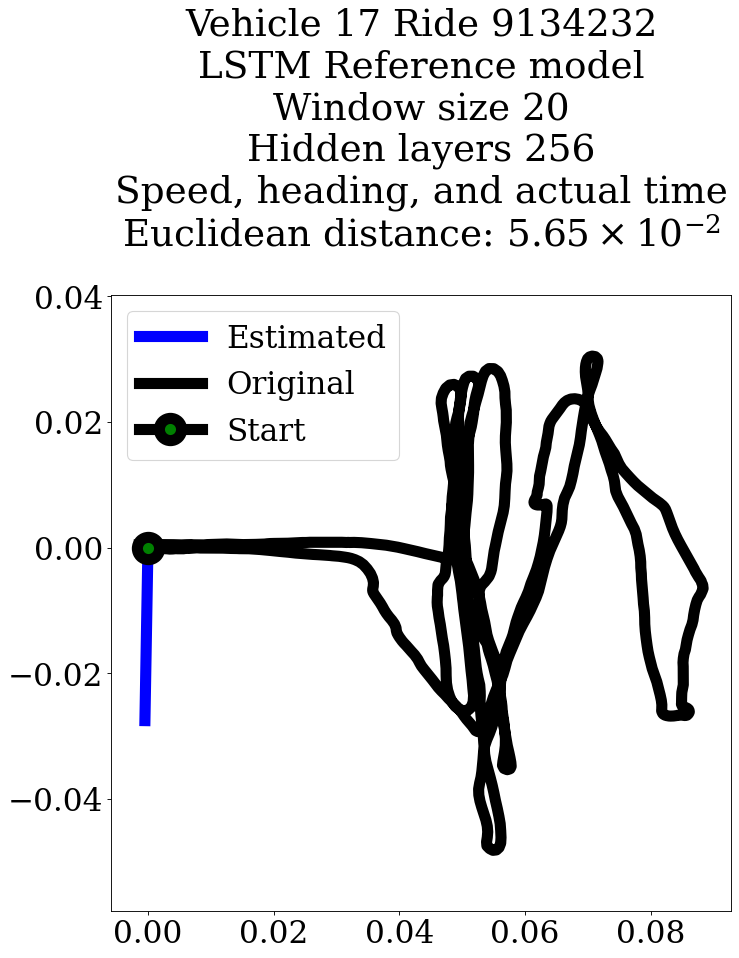 Vehicle 17 Ride 9134232
LSTM Reference model
Window size 20
Hidden layers 256
Speed, heading, and actual time
Euclidean distance: 5.65 × 10⁻²
0.04
0.02
0.00
−0.02
−0.04
Estimated
Original
Start
0.00 0.02 0.04 0.06 0.08